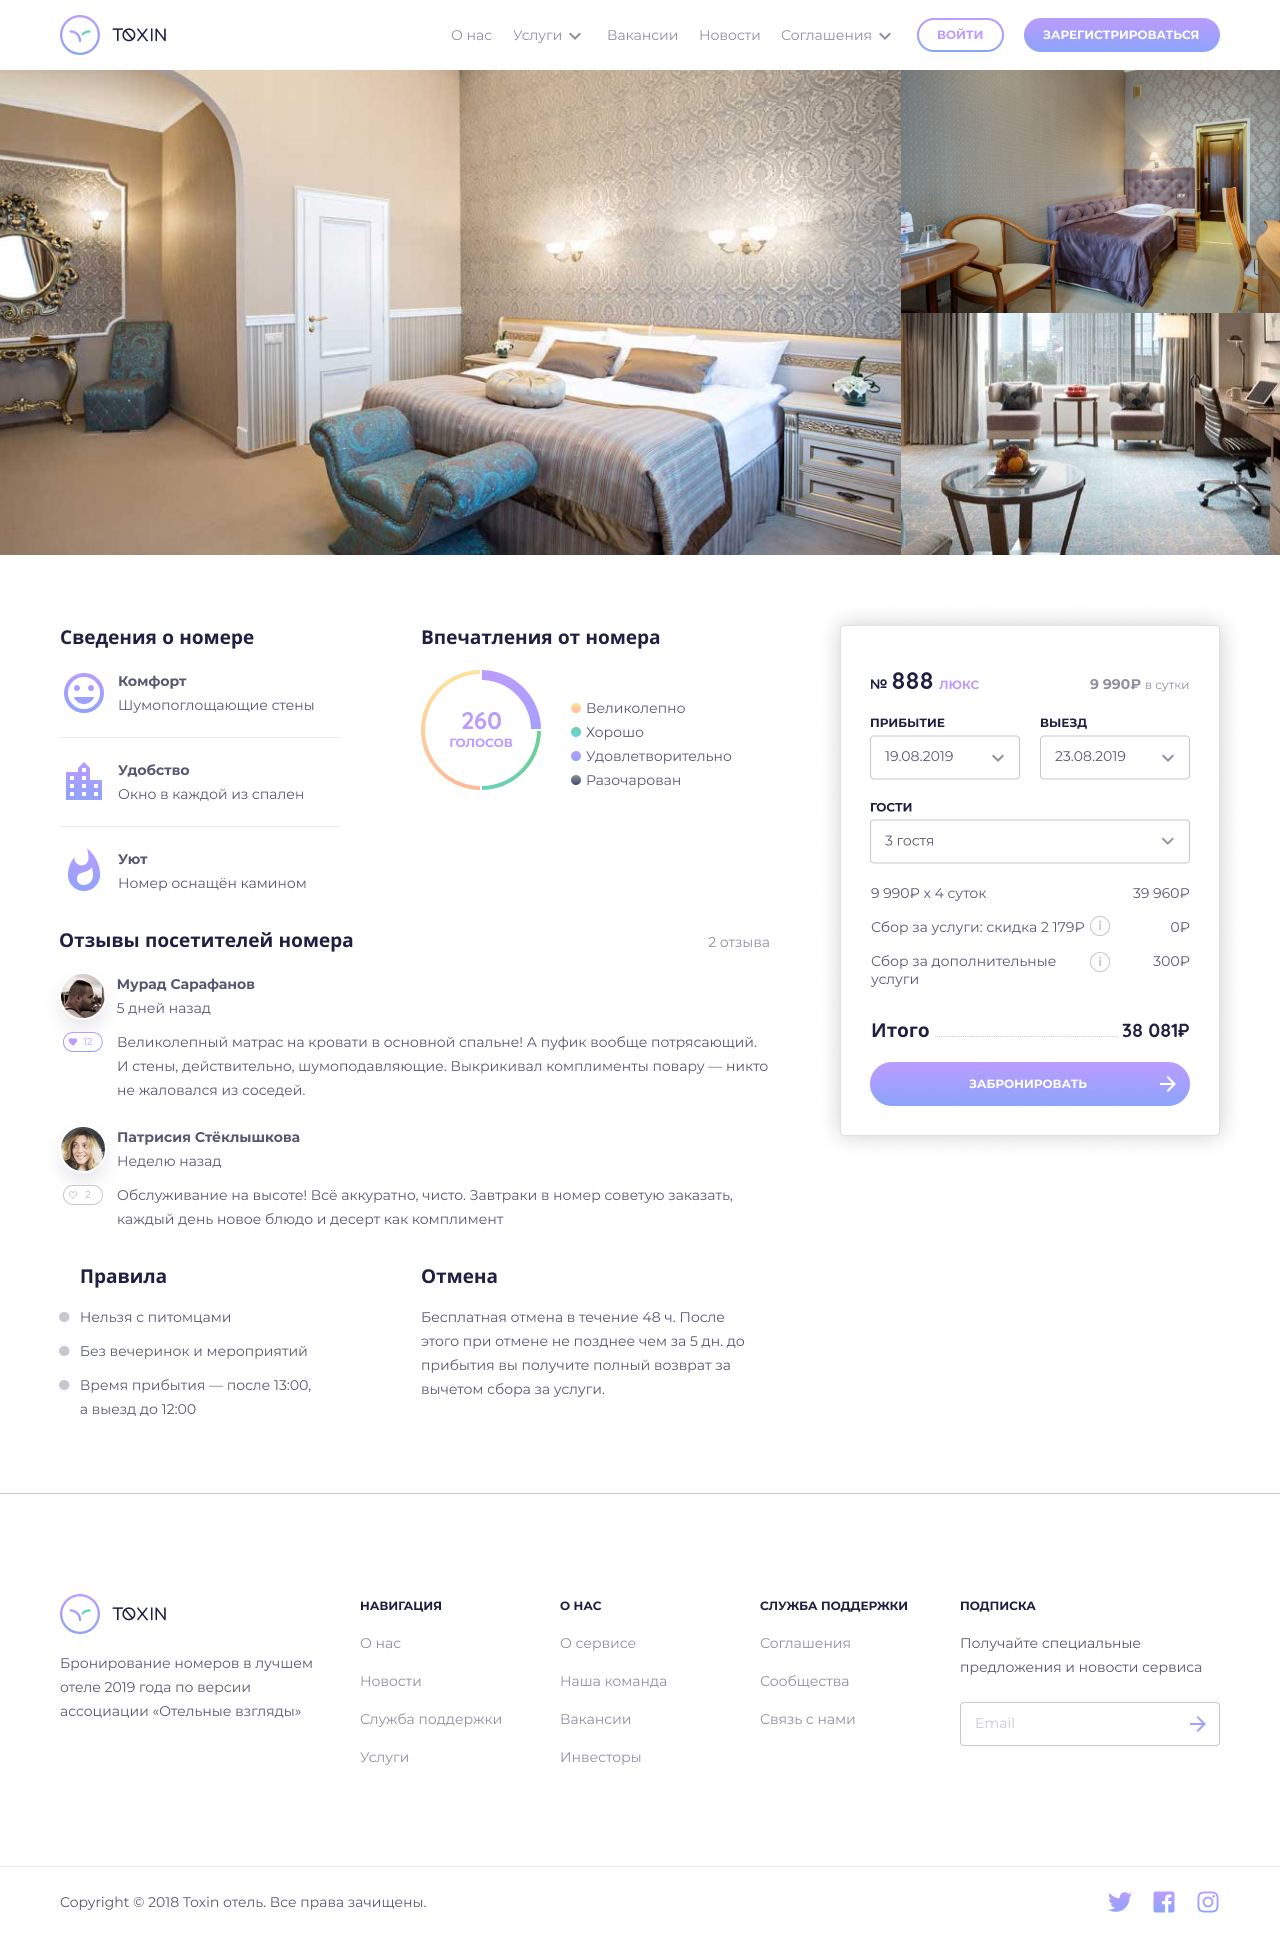 TOXIN
О нас
Услуги
Вакансии
Новости
Соглашения
ВОЙТИ
ЗАРЕГИСТРИРОВАТЬСЯ
Сведения о номере
Комфорт
Шумопоглощающие стены
Удобство
Окно в каждой из спален
Уют
Номер оснащён камином
Впечатления от номера
260
ГОЛОСОВ
Великолепно
Хорошо
Удовлетворительно
Разочарован
№ 888 ЛЮКС
9 990₽ в сутки
ПРИБЫТИЕ
ВЫЕЗД
19.08.2019
23.08.2019
ГОСТИ
3 гостя
9 990₽ х 4 суток
39 960₽
Сбор за услуги: скидка 2 179₽
0₽
Сбор за дополнительные
услуги
300₽
Итого
38 081₽
ЗАБРОНИРОВАТЬ
Отзывы посетителей номера
2 отзыва
Мурад Сарафанов
5 дней назад
12
Великолепный матрас на кровати в основной спальне! А пуфик вообще потрясающий.
И стены, действительно, шумоподавляющие. Выкрикивал комплименты повару — никто
не жаловался из соседей.
Патрисия Стёклышкова
Неделю назад
2
Обслуживание на высоте! Всё аккуратно, чисто. Завтраки в номер советую заказать,
каждый день новое блюдо и десерт как комплимент
Правила
Нельзя с питомцами
Без вечеринок и мероприятий
Время прибытия — после 13:00,
а выезд до 12:00
Отмена
Бесплатная отмена в течение 48 ч. После
этого при отмене не позднее чем за 5 дн. до
прибытия вы получите полный возврат за
вычетом сбора за услуги.
TOXIN
Бронирование номеров в лучшем
отеле 2019 года по версии
ассоциации «Отельные взгляды»
НАВИГАЦИЯ
О нас
Новости
Служба поддержки
Услуги
О НАС
О сервисе
Наша команда
Вакансии
Инвесторы
СЛУЖБА ПОДДЕРЖКИ
Соглашения
Сообщества
Связь с нами
ПОДПИСКА
Получайте специальные
предложения и новости сервиса
Email
Copyright © 2018 Toxin отель. Все права зачищены.